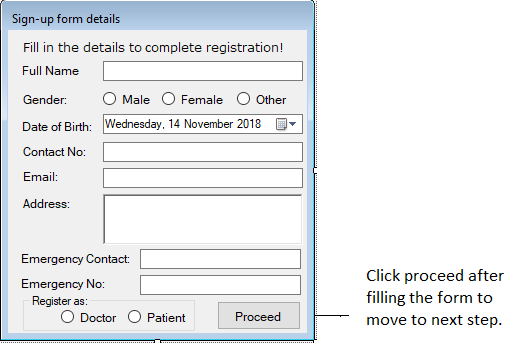 Sign-up form details
Fill in the details to complete registration!
Full Name
Gender: Male Female Other
Date of Birth: Wednesday, 14 November 2018
Contact No:
Email:
Address:
Emergency Contact:
Emergency No:
Register as:
Doctor Patient Proceed
Click proceed after
filling the form to
move to next step.